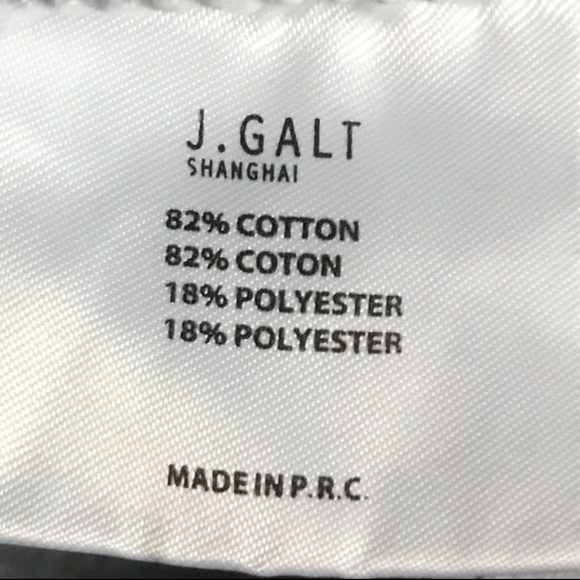 J.GALT
SHANGHAI
82% COTTON
82% COTON
18% POLYESTER
18% POLYESTER
MADE IN P.R.C.